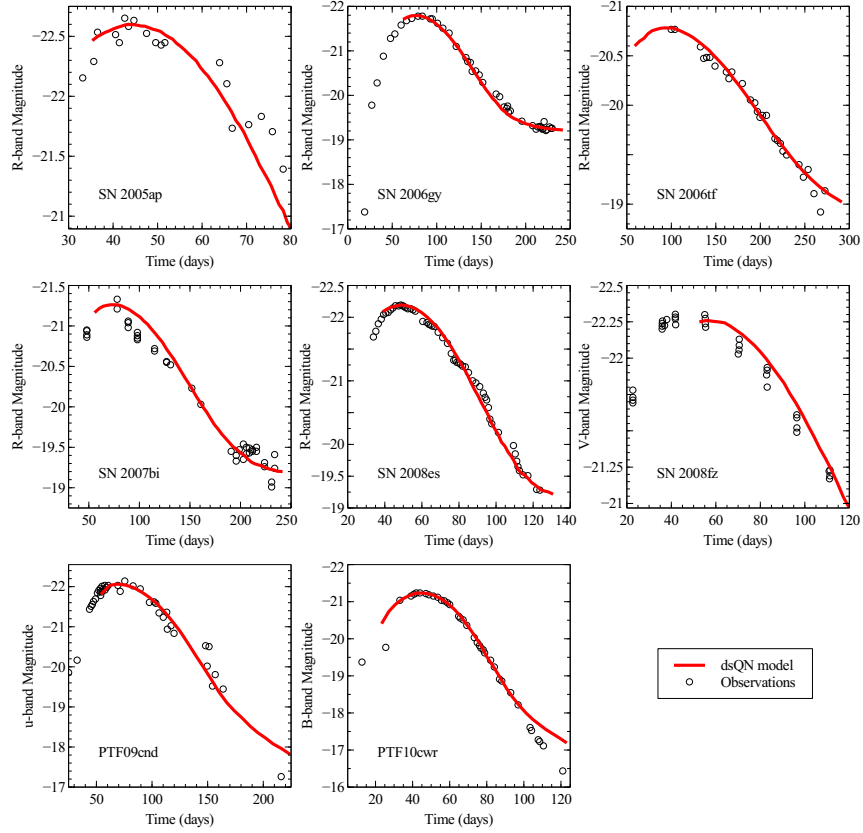 −22.5
−22
−21.5
−21
R-band Magnitude
SN 2005ap
30 40 50 60 70 80
Time (days)
−22
−21
−20
−19
−18
−17
−16
R-band Magnitude
SN 2006gy
0 50 100 150 200 250
Time (days)
−21
−20.75
−20
−19
R-band Magnitude
SN 2006tf
50 100 150 200 250 300
Time (days)
−21.5
−21
−20.5
−20
−19.5
−19
R-band Magnitude
SN 2007bi
50 100 150 200 250
Time (days)
−22.5
−22
−21
−20
−19.5
−19
R-band Magnitude
SN 2008es
20 40 60 80 100 120 140
Time (days)
−22.5
−22.25
−22
−21.25
−21
V-band Magnitude
SN 2008fz
20 40 60 80 100 120
Time (days)
−22
−21
−20
−19
−18
−17
u-band Magnitude
PTF09cnd
50 100 150 200
Time (days)
−22
−21
−20
−19
−18
−17
−16
B-band Magnitude
PTF10cwr
20 40 60 80 100 120
Time (days)
dsQN model
Observations